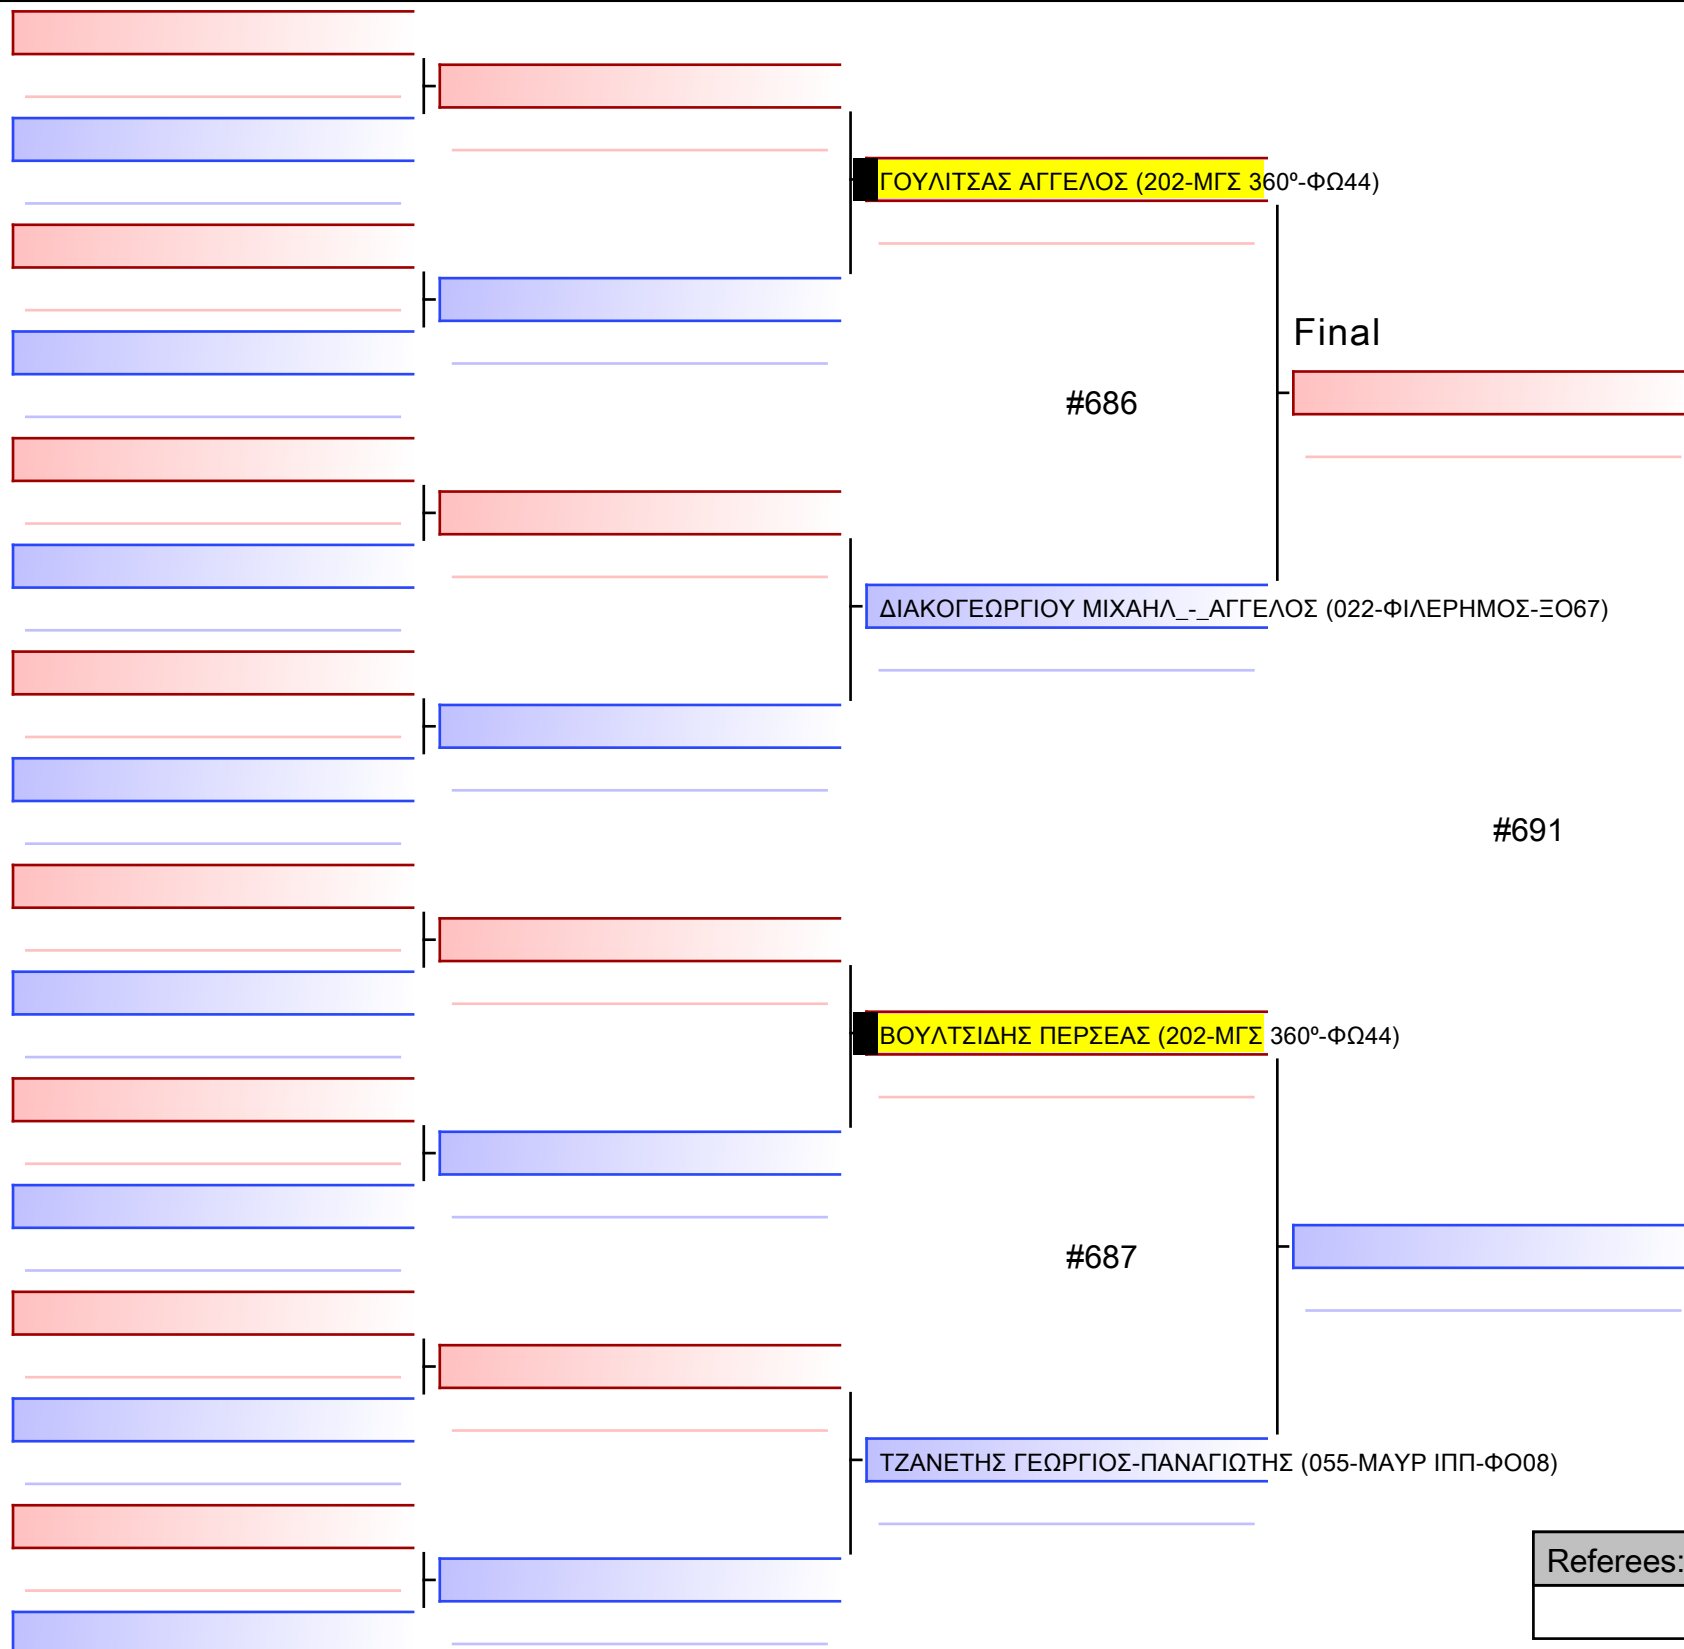 ΓΟΥΛΙΤΣΑΣ ΑΓΓΕΛΟΣ (202-ΜΓΣ 360º-ΦΩ44)
Final
#686
ΔΙΑΚΟΓΕΩΡΓΙΟΥ ΜΙΧΑΗΛ_-_ΑΓΓΕΛΟΣ (022-ΦΙΛΕΡΗΜΟΣ-ΞΟ67)
#691
ΒΟΥΛΤΣΙΔΗΣ ΠΕΡΣΕΑΣ (202-ΜΓΣ 360º-ΦΩ44)
#687
ΤΖΑΝΕΤΗΣ ΓΕΩΡΓΙΟΣ-ΠΑΝΑΓΙΩΤΗΣ (055-ΜΑΥΡ ΙΠΠ-ΦΟ08)
Referees: